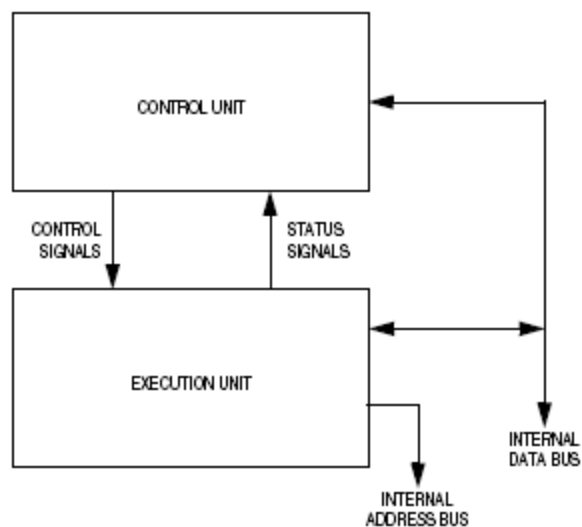 CONTROL UNIT
CONTROL
SIGNALS
STATUS
SIGNALS
EXECUTION UNIT
INTERNAL
DATA BUS
INTERNAL
ADDRESS BUS